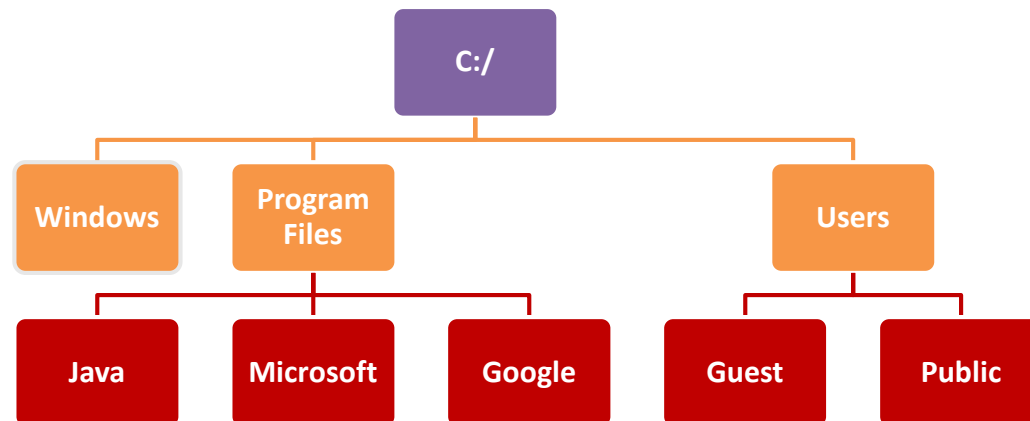 C:/
Windows
Program
Files
Users
Java
Microsoft
Google
Guest
Public